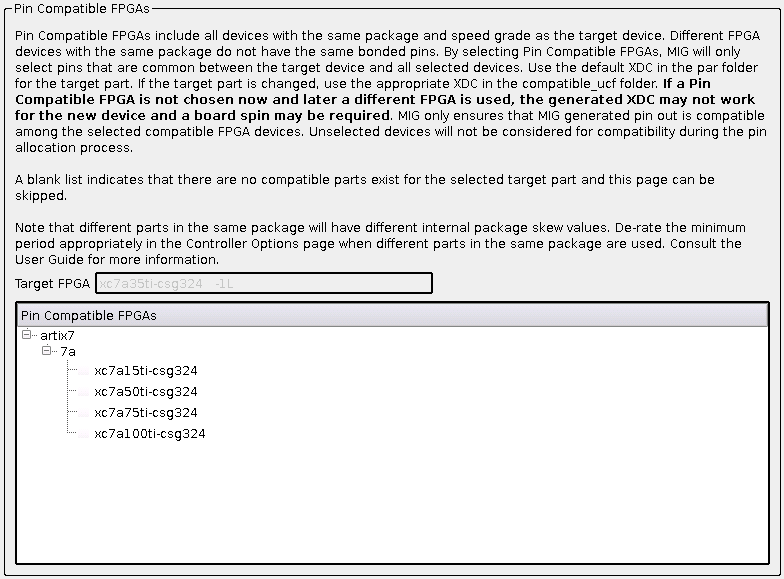 Pin Compatible FPGAs
Pin Compatible FPGAs include all devices with the same package and speed grade as the target device. Different FPGA
devices with the same package do not have the same bonded pins. By selecting Pin Compatible FPGAs, MIG will only
select pins that are common between the target device and all selected devices. Use the default XDC in the par folder
for the target part. If the target part is changed, use the appropriate XDC in the compatible_ucf folder. If a Pin
Compatible FPGA is not chosen now and later a different FPGA is used, the generated XDC may not work
for the new device and a board spin may be required. MIG only ensures that MIG generated pin out is compatible
among the selected compatible FPGA devices. Unselected devices will not be considered for compatibility during the pin
allocation process.
A blank list indicates that there are no compatible parts exist for the selected target part and this page can be
skipped.
Note that different parts in the same package will have different internal package skew values. De-rate the minimum
period appropriately in the Controller Options page when different parts in the same package are used. Consult the
User Guide for more information.
Target FPGA xc7a35ti-csg324 -1L
Pin Compatible FPGAs
artix7
7a
xc7a15ti-csg324
xc7a50ti-csg324
xc7a75ti-csg324
xc7a100ti-csg324